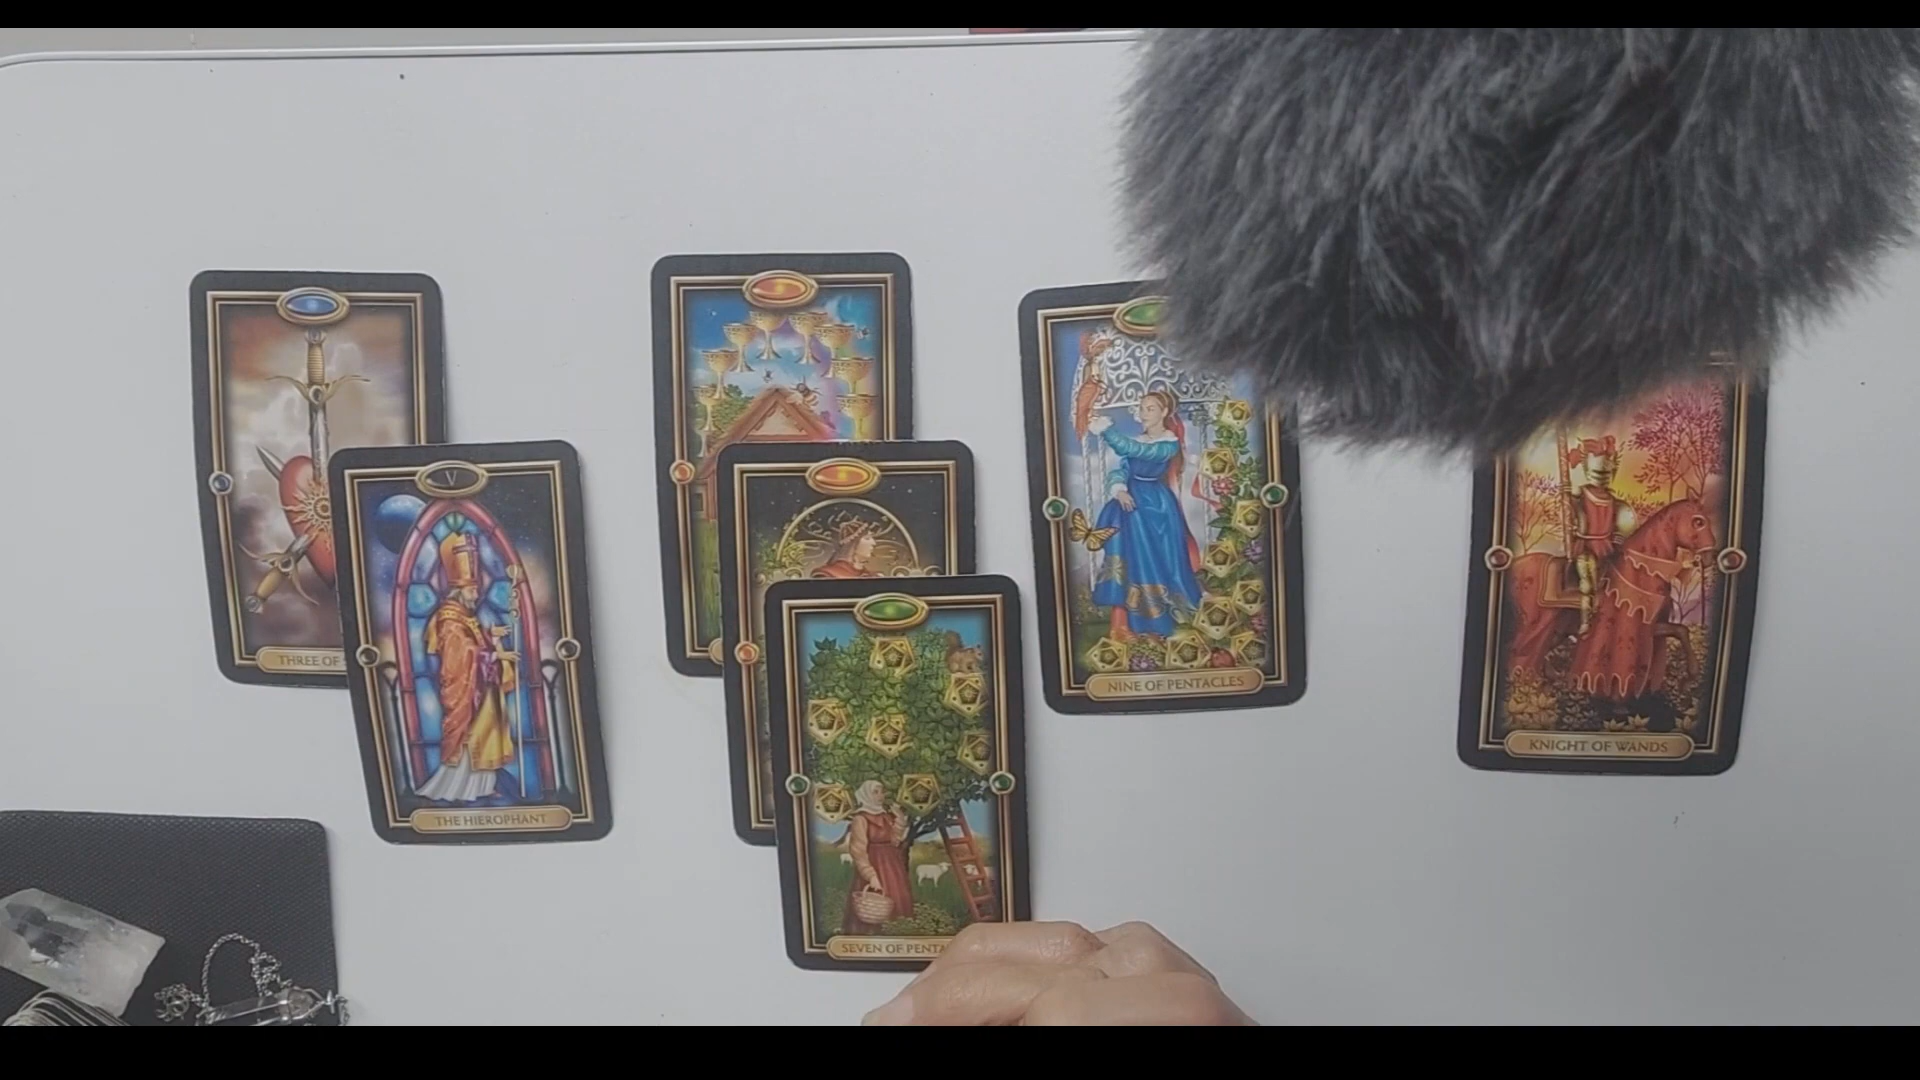 THREE OF
V
THE HIEROPHANT
SEVEN OF PENTA
NINE OF PENTACLES
KNIGHT OF WANDS